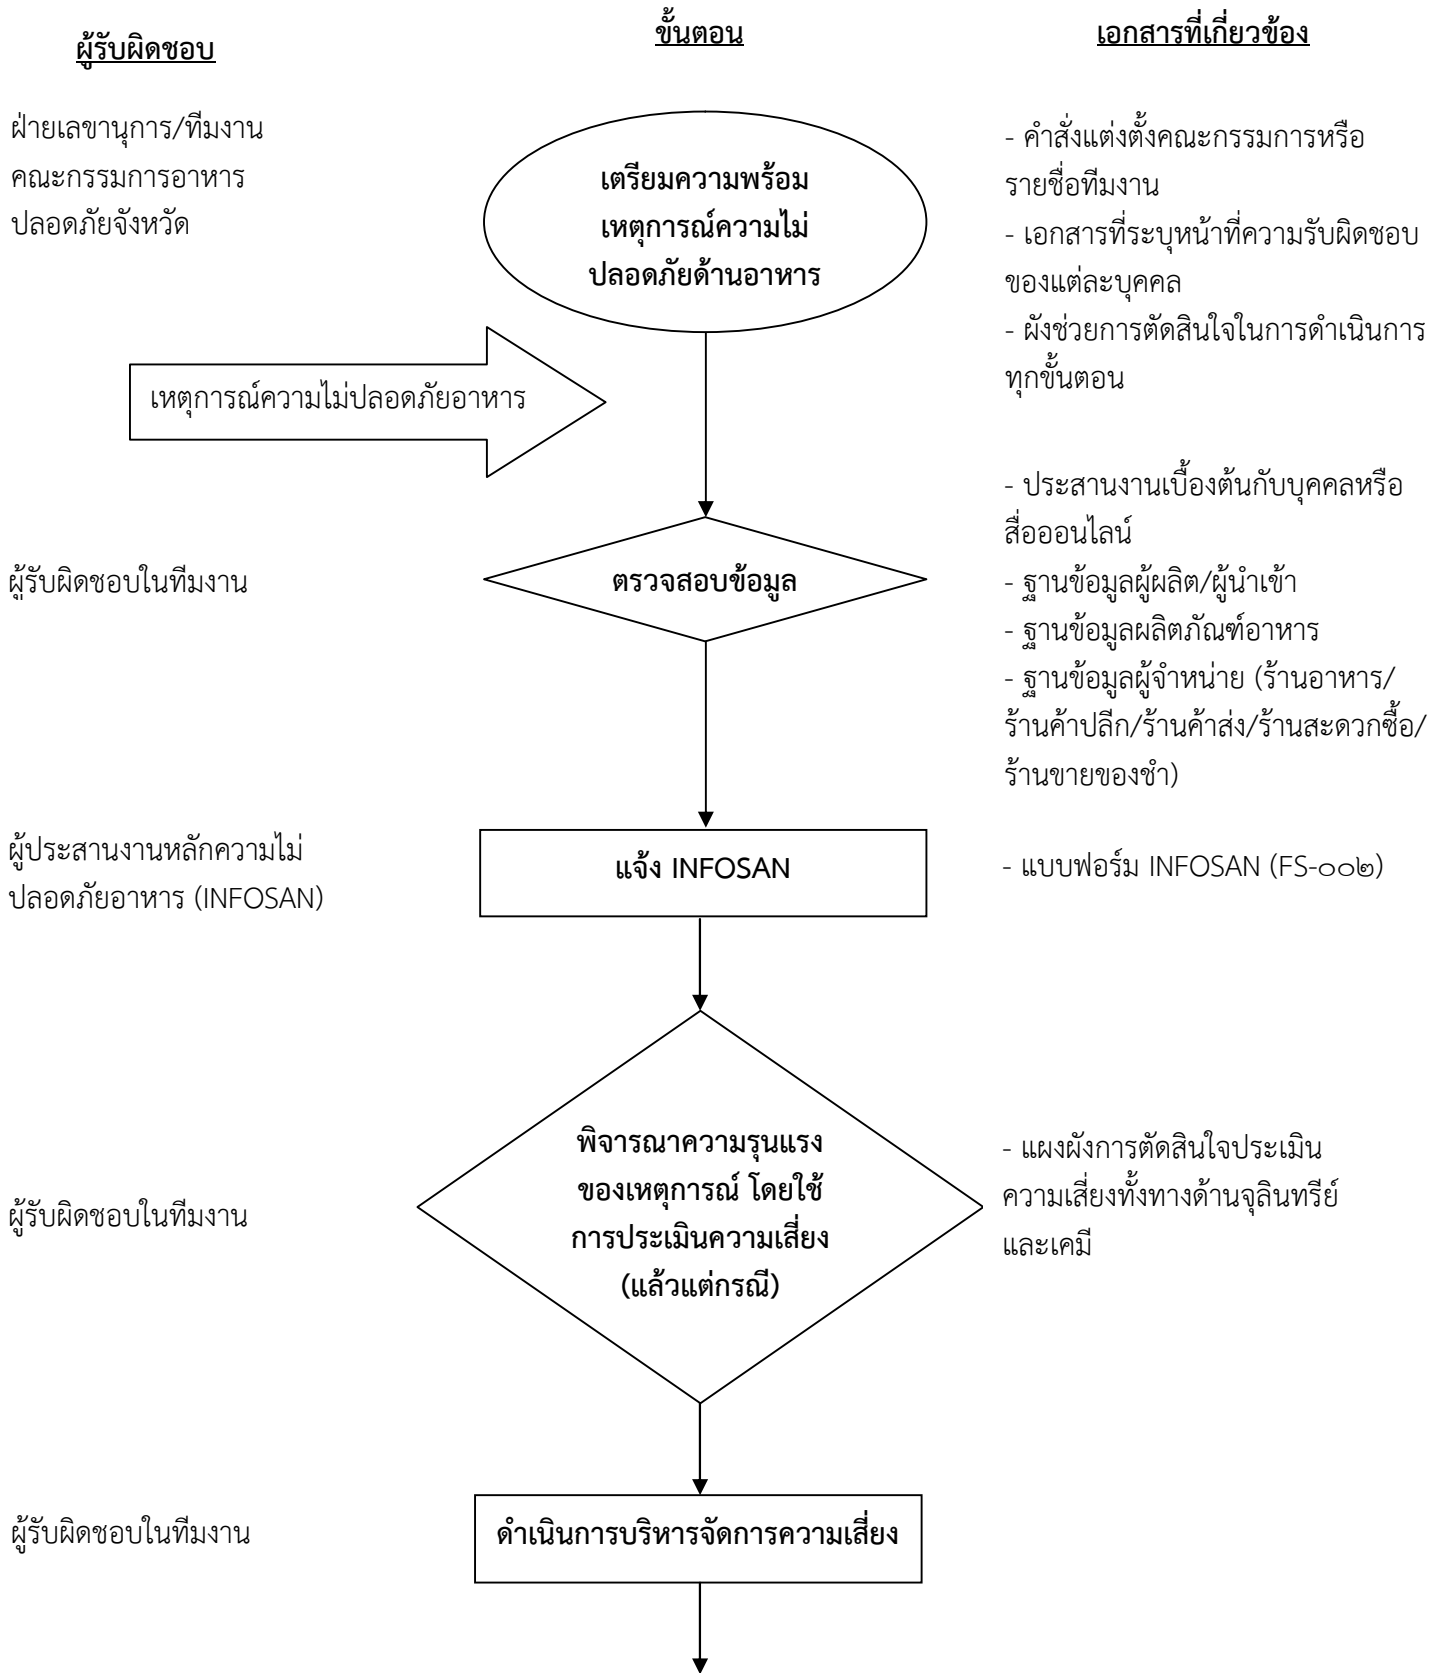 ผู้รับผิดชอบ
ขั้นตอน
เอกสารที่เกี่ยวข้อง
ฝ่ายเลขานุการ/ทีมงาน
คณะกรรมการอาหาร
ปลอดภัยจังหวัด
เตรียมความพร้อม
เหตุการณ์ความไม่
ปลอดภัยด้านอาหาร
- คำสั่งแต่งตั้งคณะกรรมการหรือ
รายชื่อทีมงาน
- เอกสารที่ระบุหน้าที่ความรับผิดชอบ
ของแต่ละบุคคล
- ผังช่วยการตัดสินใจในการดำเนินการ
ทุกขั้นตอน
เหตุการณ์ความไม่ปลอดภัยอาหาร
ผู้รับผิดชอบในทีมงาน
ตรวจสอบข้อมูล
- ประสานงานเบื้องต้นกับบุคคลหรือ
สื่อออนไลน์
- ฐานข้อมูลผู้ผลิต/ผู้นำเข้า
- ฐานข้อมูลผลิตภัณฑ์อาหาร
- ฐานข้อมูลผู้จำหน่าย (ร้านอาหาร/
ร้านค้าปลีก/ร้านค้าส่ง/ร้านสะดวกซื้อ/
ร้านขายของชำ)
ผู้ประสานงานหลักความไม่
ปลอดภัยอาหาร (INFOSAN)
แจ้ง INFOSAN
- แบบฟอร์ม INFOSAN (FS-๐๐๒)
ผู้รับผิดชอบในทีมงาน
พิจารณาความรุนแรง
ของเหตุการณ์ โดยใช้
การประเมินความเสี่ยง
(แล้วแต่กรณี)
- แผงผังการตัดสินใจประเมิน
ความเสี่ยงทั้งทางด้านจุลินทรีย์
และเคมี
ผู้รับผิดชอบในทีมงาน
ดำเนินการบริหารจัดการความเสี่ยง